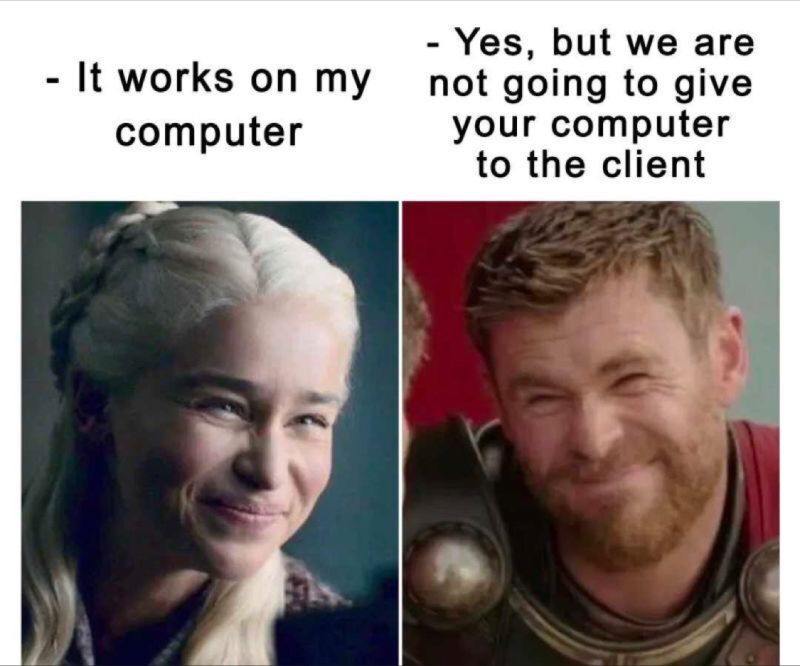 - It works on my
computer
- Yes, but we are
not going to give
your computer
to the client